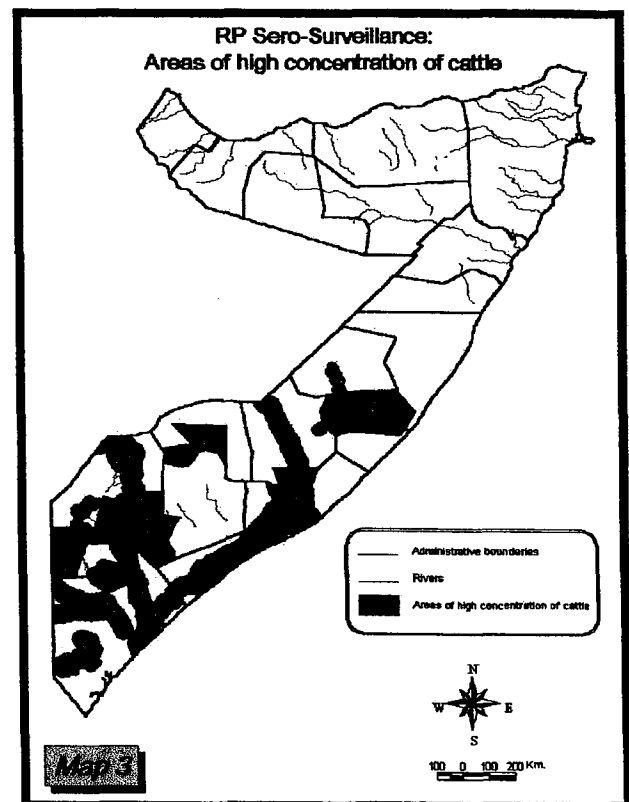 RP Sero-Surveillance:
Areas of high concentration of cattle
Administrative boundaries
Rivers
Areas of high concentration of cattle
N
W E
S
100 0 100 200 Km.
Map 3